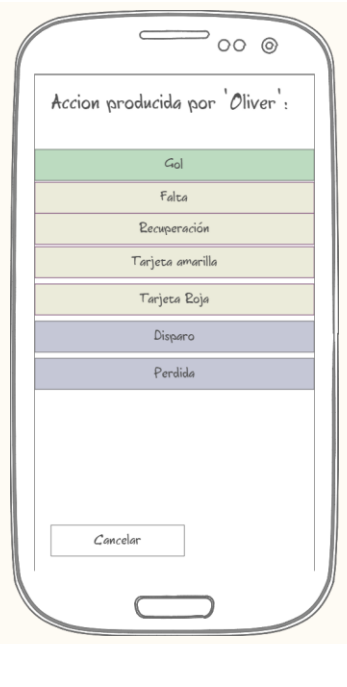 Accion producida por 'Oliver':
Gol
Falta
Recuperación
Tarjeta amarilla
Tarjeta Roja
Disparo
Perdida
Cancelar